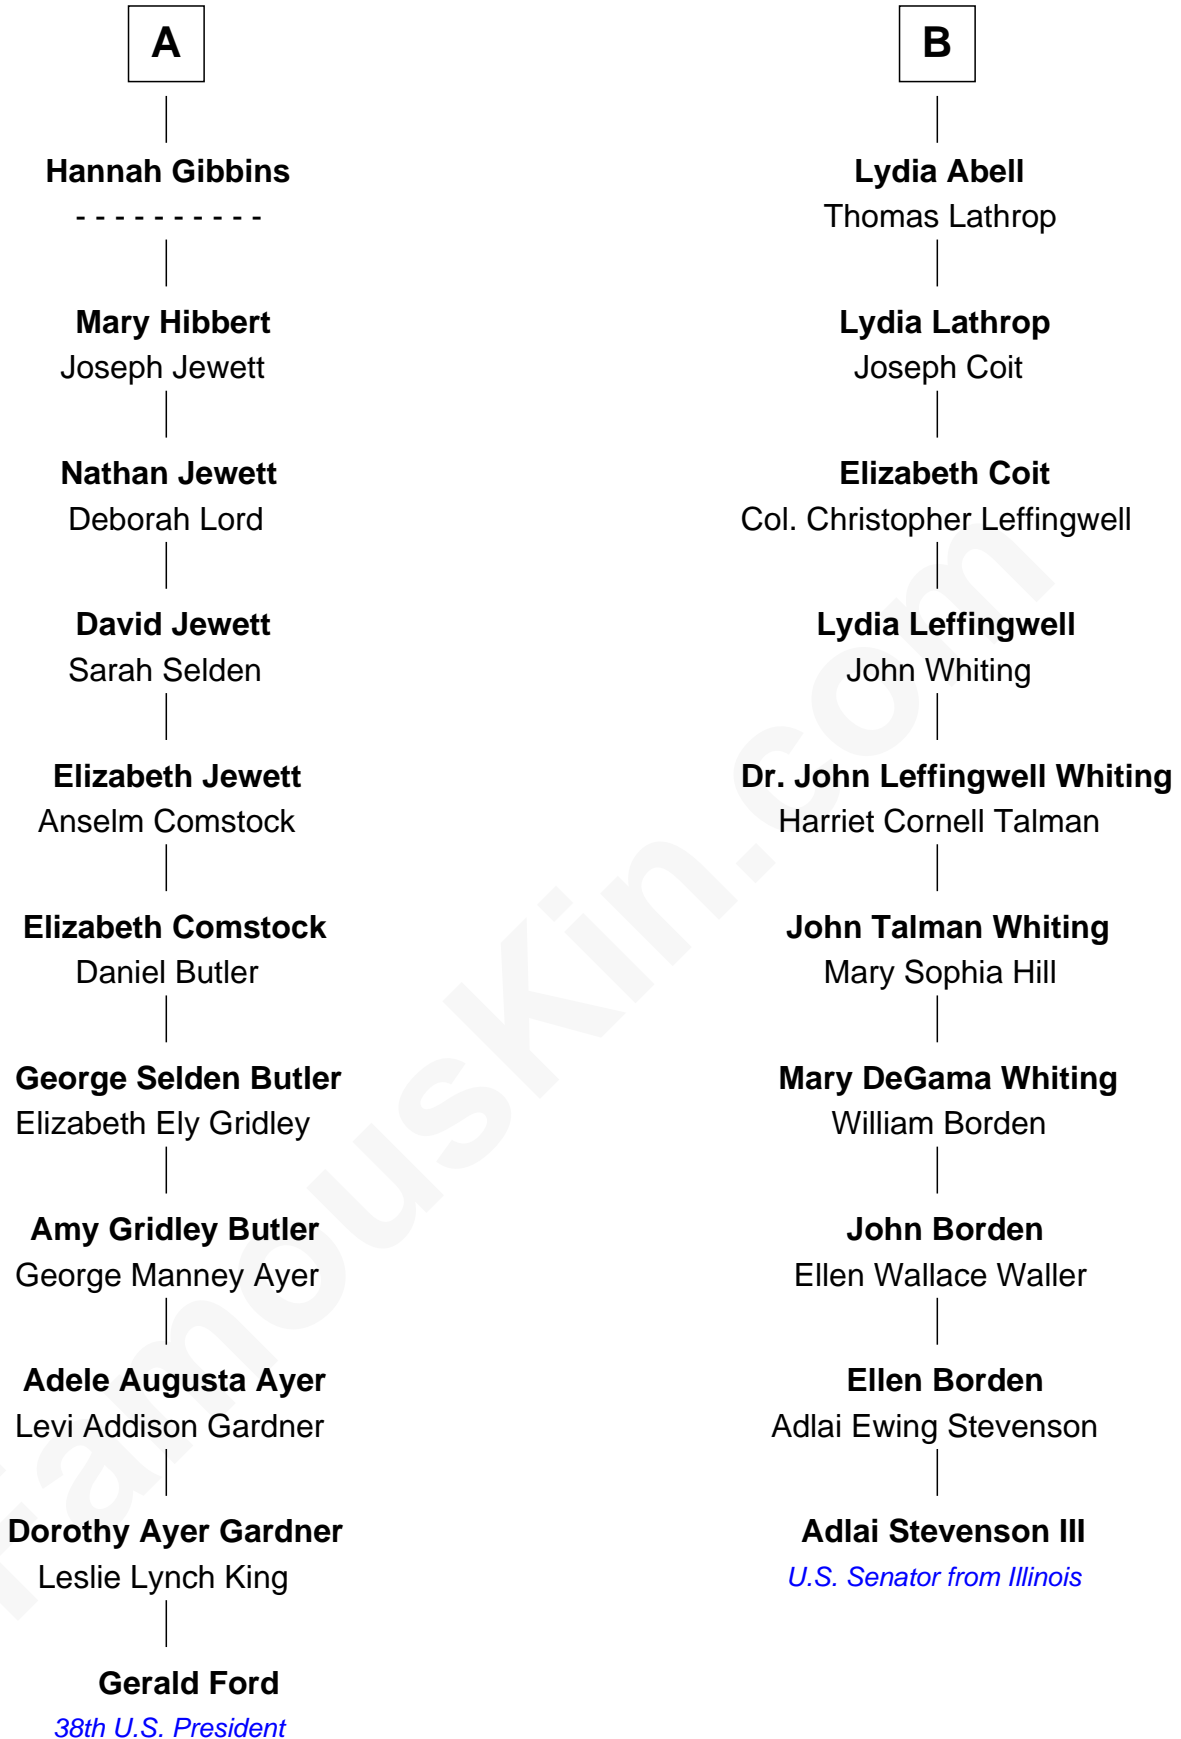 A
Hannah Gibbins
- - - - - - - - - -
Mary Hibbert
Joseph Jewett
Nathan Jewett
Deborah Lord
David Jewett
Sarah Selden
Elizabeth Jewett
Anselm Comstock
Elizabeth Comstock
Daniel Butler
George Selden Butler
Elizabeth Ely Gridley
Amy Gridley Butler
George Manney Ayer
Adele Augusta Ayer
Levi Addison Gardner
Dorothy Ayer Gardner
Leslie Lynch King
Gerald Ford
38th U.S. President
B
Lydia Abell
Thomas Lathrop
Lydia Lathrop
Joseph Coit
Elizabeth Coit
Col. Christopher Leffingwell
Lydia Leffingwell
John Whiting
Dr. John Leffingwell Whiting
Harriet Cornell Talman
John Talman Whiting
Mary Sophia Hill
Mary DeGama Whiting
William Borden
John Borden
Ellen Wallace Waller
Ellen Borden
Adlai Ewing Stevenson
Adlai Stevenson III
U.S. Senator from Illinois
FamousKin.com